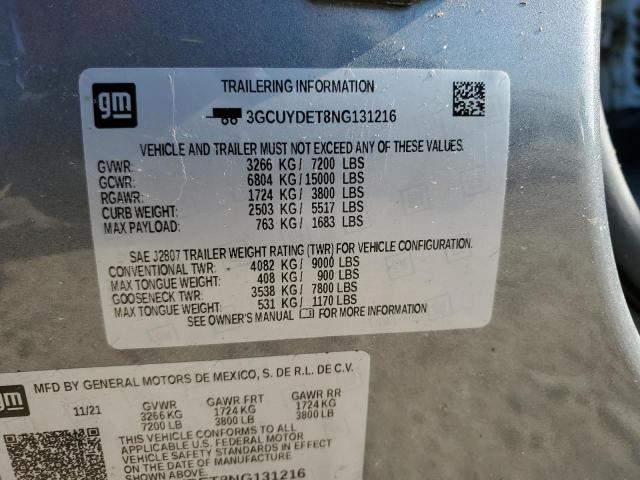 gm
TRAILERING INFORMATION
3GCUYDET8NG131216
VEHICLE AND TRAILER MUST NOT EXCEED ANY OF THESE VALUES.
GVWR: 3266 KG/ 7200 LBS
GCWR: 6804 KG/15000 LBS
RGAWR: 1724 KG/ 3800 LBS
CURB WEIGHT: 2503 KG/ 5517 LBS
MAX PAYLOAD: 763 KG/ 1683 LBS
SAE J2807 TRAILER WEIGHT RATING (TWR) FOR VEHICLE CONFIGURATION.
CONVENTIONAL TWR: 4082 KG/ 9000 LBS
MAX TONGUE WEIGHT: 408 KG/ 900 LBS
GOOSENECK TWR: 3538 KG/ 7800 LBS
MAX TONGUE WEIGHT: 531 KG/ 1170 LBS
SEE OWNER'S MANUAL FOR MORE INFORMATION
gm
MFD BY GENERAL MOTORS DE MEXICO, S. DE R.L. DE C.V.
11/21 GVWR GAWR FRT GAWR RR
3266 KG 1724 KG 1724 KG
7200 LB 3800 LB 3800 LB
THIS VEHICLE CONFORMS TO ALL
APPLICABLE U.S. FEDERAL MOTOR
VEHICLE SAFETY STANDARDS IN EFFECT
ON THE DATE OF MANUFACTURE
SHOWN ABOVE.
DET8NG131216